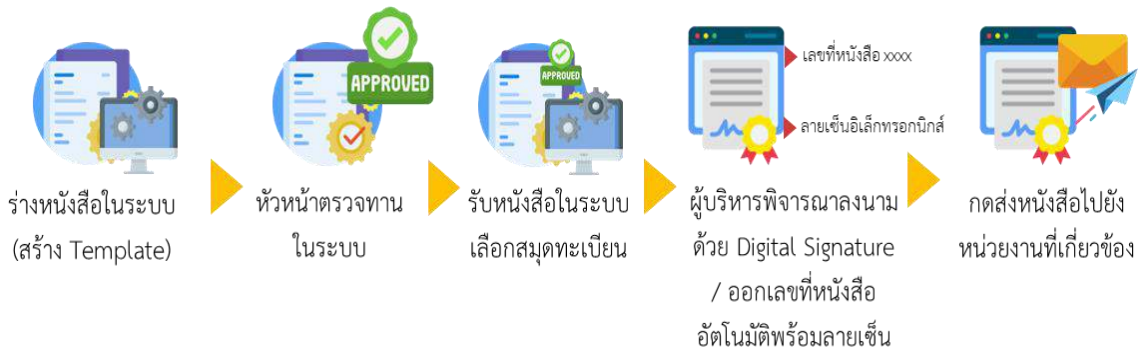 APPROVED
APPROVED
เลขที่หนังสือ xxxx
ลายเซ็นอิเล็กทรอกนิกส์
ร่างหนังสือในระบบ
(สร้าง Template)
หัวหน้าตรวจทาน
ในระบบ
รับหนังสือในระบบ
เลือกสมุดทะเบียน
ผู้บริหารพิจารณาลงนาม
ด้วย Digital Signature
/ ออกเลขที่หนังสือ
อัตโนมัติพร้อมลายเซ็น
กดส่งหนังสือไปยัง
หน่วยงานที่เกี่ยวข้อง